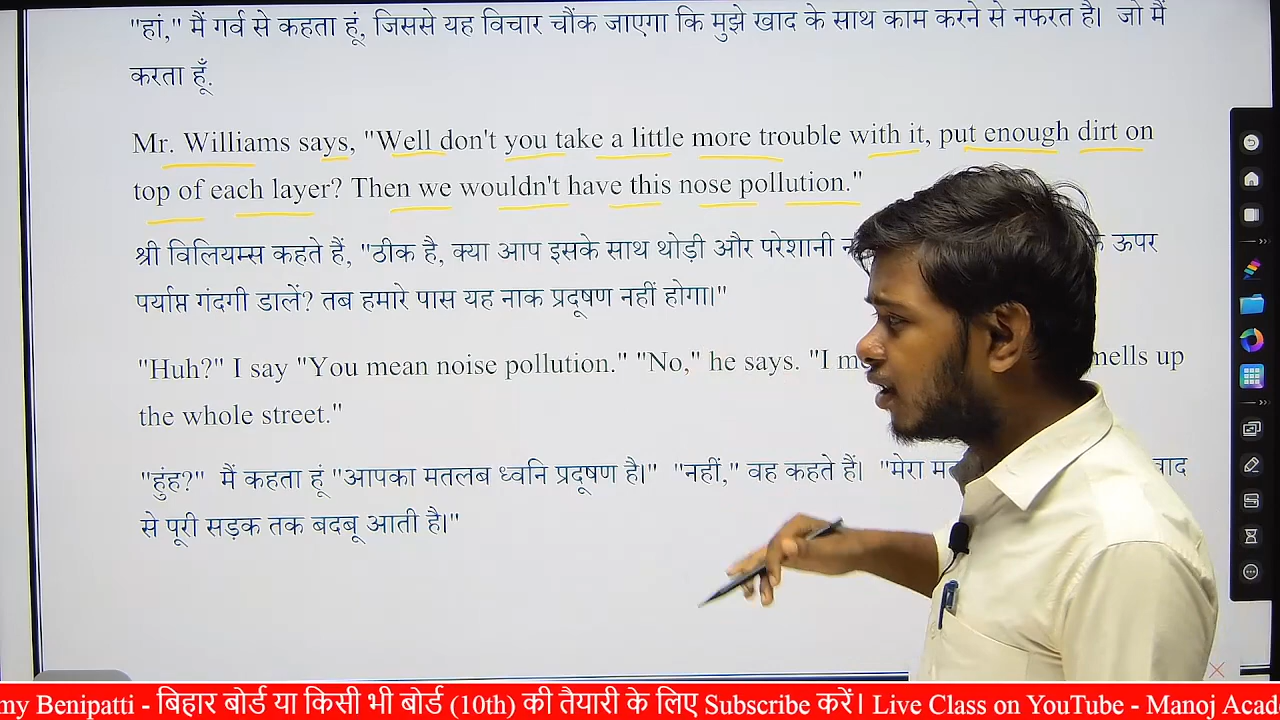 "हां," मैं गर्व से कहता हूं, जिससे यह विचार चौंक जाएगा कि मुझे खाद के साथ काम करने से नफरत है।  जो मैं
करता हूँ.
Mr. Williams says, "Well don't you take a little more trouble with it, put enough dirt on
top of each layer? Then we wouldn't have this nose pollution."
श्री विलियम्स कहते हैं, "ठीक है, क्या आप इसके साथ थोड़ी और परेशानी ऊपर
पर्याप्त गंदगी डालें? तब हमारे पास यह नाक प्रदूषण नहीं होगा।"
"Huh?" I say "You mean noise pollution." "No," he says. "I mells up
the whole street."
"हुंह?"  मैं कहता हूं "आपका मतलब ध्वनि प्रदूषण है।"  "नहीं," वह कहते हैं।  "मेरा
से पूरी सड़क तक बदबू आती है।"
my Benipatti - बिहार बोर्ड या किसी भी बोर्ड (10th) की तैयारी के लिए Subscribe करें। Live Class on YouTube - Manoj Acad